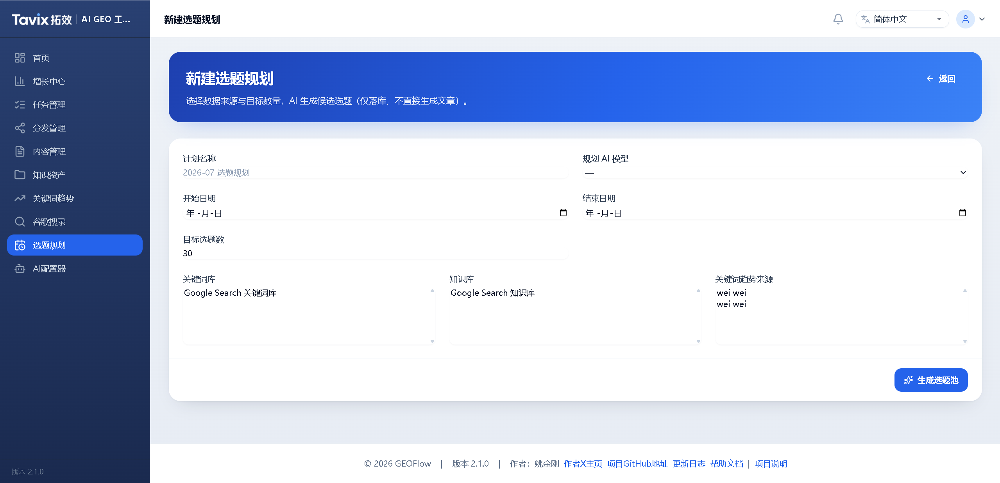 Tavix 拓效 AI GEO 工...
新建选题规划
简体中文
首页
增长中心
任务管理
分发管理
内容管理
知识资产
关键词趋势
谷歌搜录
选题规划
AI配置器
版本 2.1.0
新建选题规划
返回
选择数据来源与目标数量，AI 生成候选选题（仅落库，不直接生成文章）。
计划名称
2026-07 选题规划
规划 AI 模型
—
开始日期
年 -月-日
结束日期
年 -月-日
目标选题数
30
关键词库
Google Search 关键词库
知识库
Google Search 知识库
关键词趋势来源
wei wei
wei wei
生成选题池
© 2026 GEOFlow | 版本 2.1.0 | 作者：姚金刚 作者X主页 项目GitHub地址 更新日志 帮助文档 | 项目说明